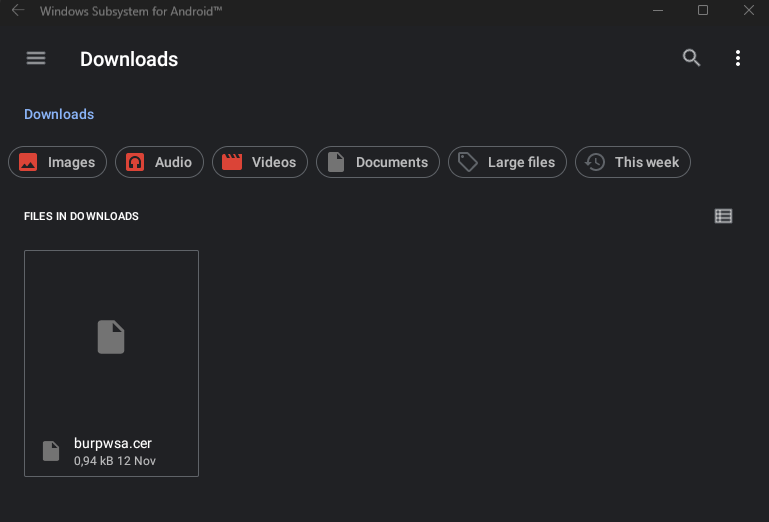 Windows Subsystem for Android™
Downloads
Downloads
Images Audio Videos Documents Large files This week
FILES IN DOWNLOADS
burpwsa.cer
0,94 kB 12 Nov